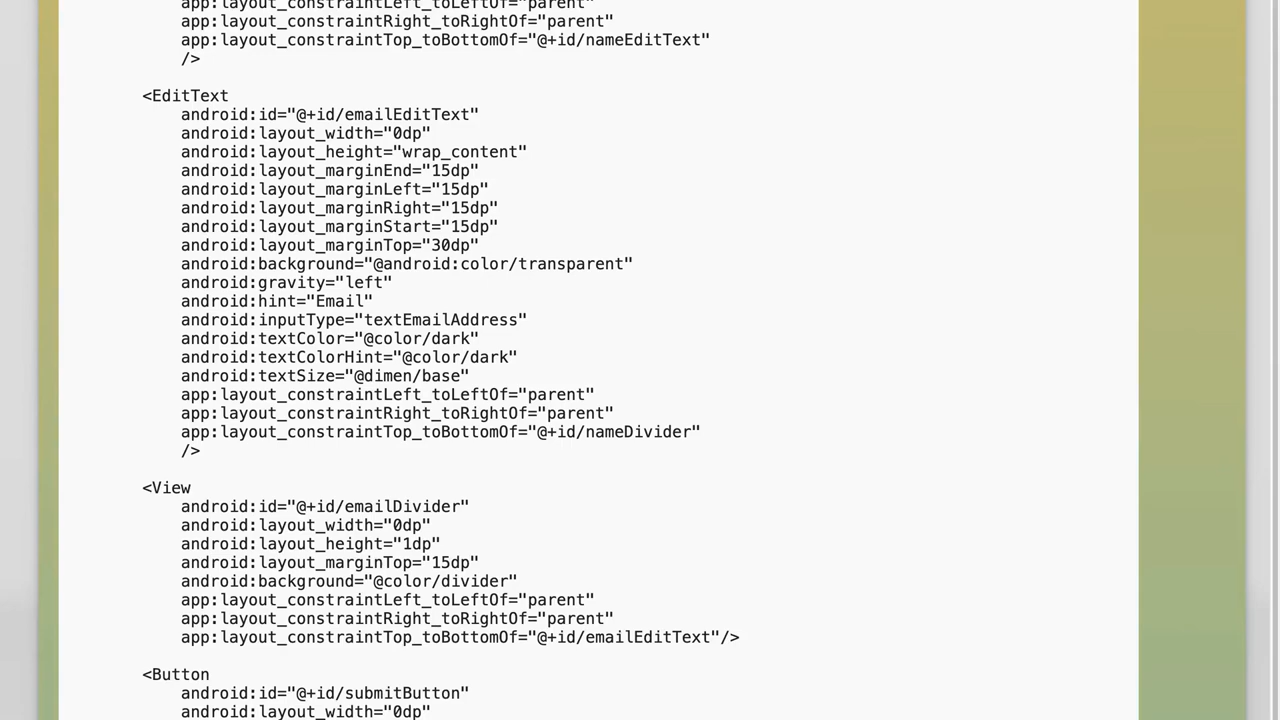 app:layout_constraintLeft_toLeftOf="parent"
app:layout_constraintRight_toRightOf="parent"
app:layout_constraintTop_toBottomOf="@+id/nameEditText"
/>
<EditText
android:id="@+id/emailEditText"
android:layout_width="0dp"
android:layout_height="wrap_content"
android:layout_marginEnd="15dp"
android:layout_marginLeft="15dp"
android:layout_marginRight="15dp"
android:layout_marginStart="15dp"
android:layout_marginTop="30dp"
android:background="@android:color/transparent"
android:gravity="left"
android:hint="Email"
android:inputType="textEmailAddress"
android:textColor="@color/dark"
android:textColorHint="@color/dark"
android:textSize="@dimen/base"
app:layout_constraintLeft_toLeftOf="parent"
app:layout_constraintRight_toRightOf="parent"
app:layout_constraintTop_toBottomOf="@+id/nameDivider"
/>
<View
android:id="@+id/emailDivider"
android:layout_width="0dp"
android:layout_height="1dp"
android:layout_marginTop="15dp"
android:background="@color/divider"
app:layout_constraintLeft_toLeftOf="parent"
app:layout_constraintRight_toRightOf="parent"
app:layout_constraintTop_toBottomOf="@+id/emailEditText"/>
<Button
android:id="@+id/submitButton"
android:layout_width="0dp"